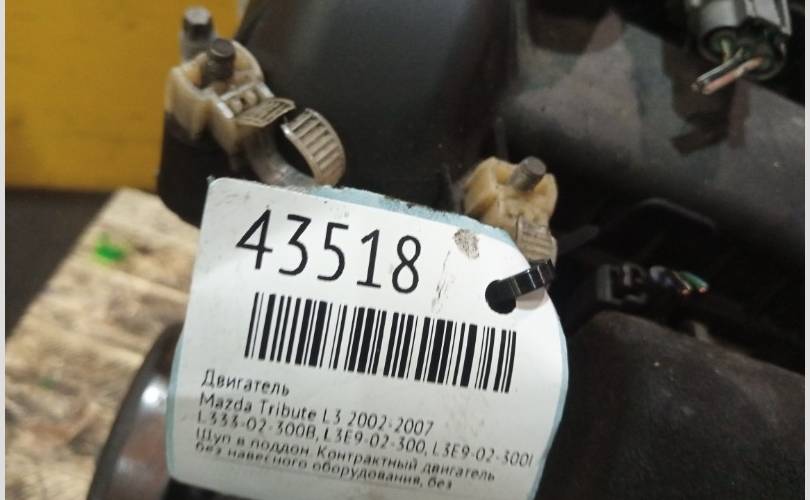 43518
Двигатель
Mazda Tribute L3 2002-2007
L333-02-300B, L3E9-02-300, L3E9-02-300
Щуп в поддон. Контрактный двигатель
без навесного оборудования, без